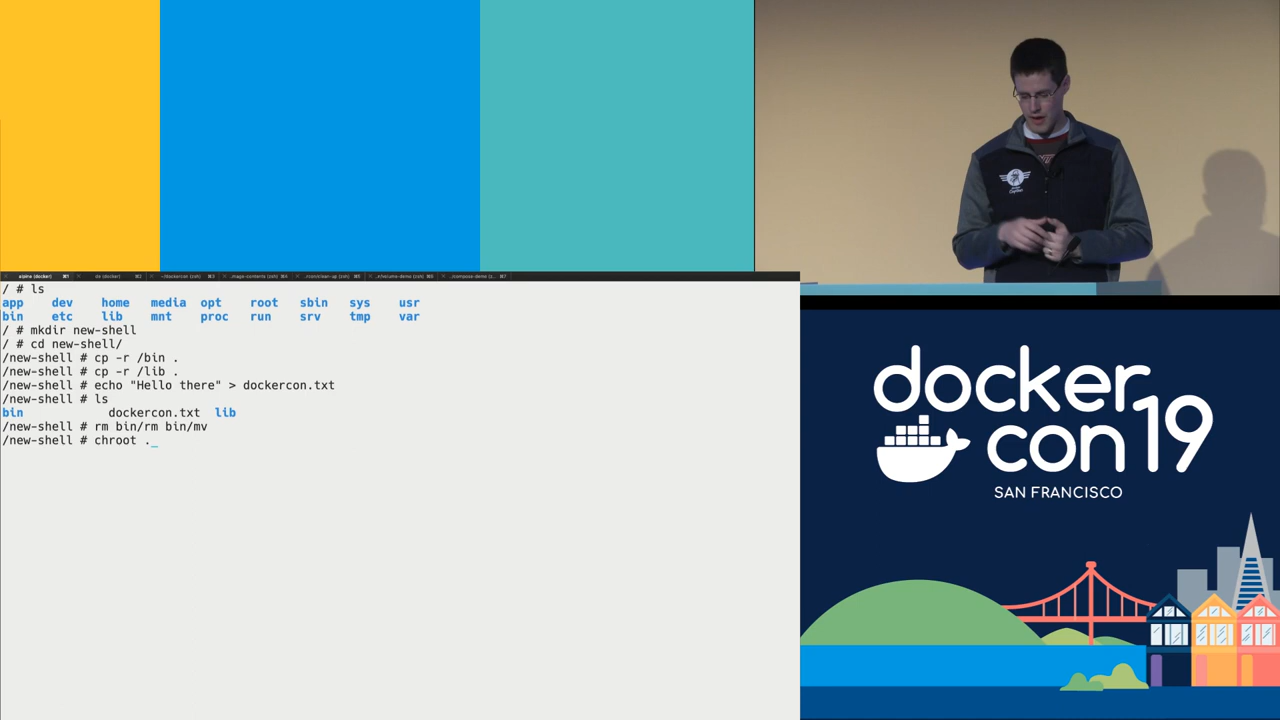 alpine (docker) ⌘1
/ # ls
app dev home media opt root sbin sys usr
bin etc lib mnt proc run srv tmp var
/ # mkdir new-shell
/ # cd new-shell/
/new-shell # cp -r /bin .
/new-shell # cp -r /lib .
/new-shell # echo "Hello there" > dockercon.txt
/new-shell # ls
bin dockercon.txt lib
/new-shell # rm bin/rm bin/mv
/new-shell # chroot ._
docker
con19
SAN FRANCISCO